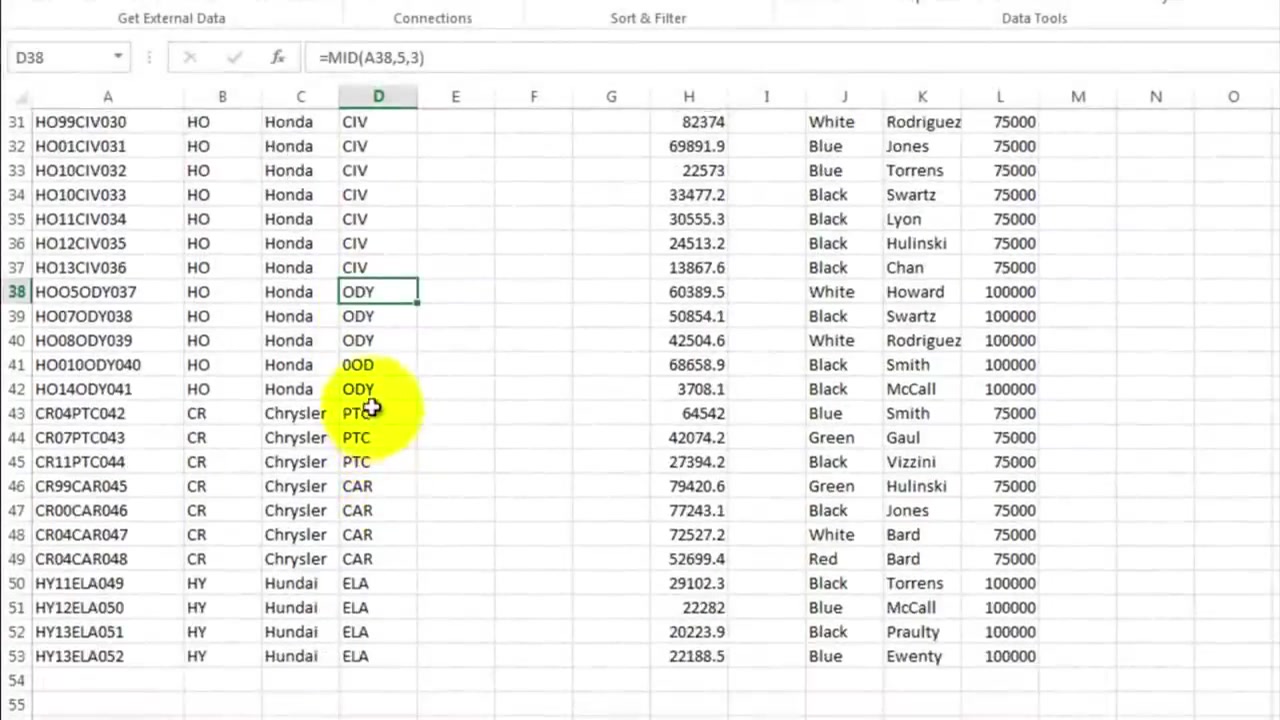 Get External Data Connections Sort & Filter Data Tools
D38 fx =MID(A38,5,3)
A B C D E F G H I J K L M N O
31 HO99CIV030 HO Honda CIV 82374 White Rodriguez 75000
32 HO01CIV031 HO Honda CIV 69891.9 Blue Jones 75000
33 HO10CIV032 HO Honda CIV 22573 Blue Torrens 75000
34 HO10CIV033 HO Honda CIV 33477.2 Black Swartz 75000
35 HO11CIV034 HO Honda CIV 30555.3 Black Lyon 75000
36 HO12CIV035 HO Honda CIV 24513.2 Black Hulinski 75000
37 HO13CIV036 HO Honda CIV 13867.6 Black Chan 75000
38 HOO5ODY037 HO Honda ODY 60389.5 White Howard 100000
39 HO07ODY038 HO Honda ODY 50854.1 Black Swartz 100000
40 HO08ODY039 HO Honda ODY 42504.6 White Rodriguez 100000
41 HO010ODY040 HO Honda 0OD 68658.9 Black Smith 100000
42 HO14ODY041 HO Honda ODY 3708.1 Black McCall 100000
43 CR04PTC042 CR Chrysler PTC 64542 Blue Smith 75000
44 CR07PTC043 CR Chrysler PTC 42074.2 Green Gaul 75000
45 CR11PTC044 CR Chrysler PTC 27394.2 Black Vizzini 75000
46 CR99CAR045 CR Chrysler CAR 79420.6 Green Hulinski 75000
47 CR00CAR046 CR Chrysler CAR 77243.1 Black Jones 75000
48 CR04CAR047 CR Chrysler CAR 72527.2 White Bard 75000
49 CR04CAR048 CR Chrysler CAR 52699.4 Red Bard 75000
50 HY11ELA049 HY Hundai ELA 29102.3 Black Torrens 100000
51 HY12ELA050 HY Hundai ELA 22282 Blue McCall 100000
52 HY13ELA051 HY Hundai ELA 20223.9 Black Praulty 100000
53 HY13ELA052 HY Hundai ELA 22188.5 Blue Ewenty 100000
54
55